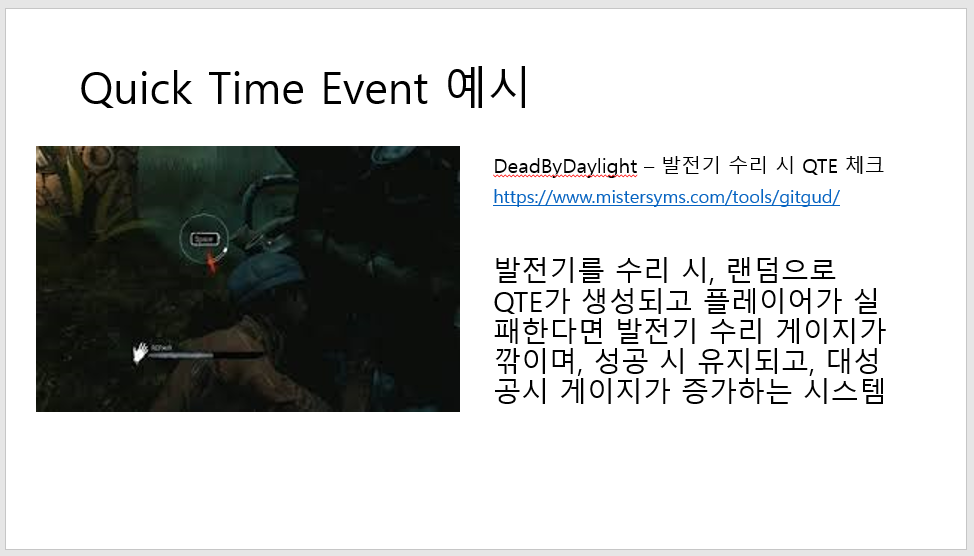 Quick Time Event 예시
DeadByDaylight – 발전기 수리 시 QTE 체크
https://www.mistersyms.com/tools/gitgud/
Space
REPAIR
발전기를 수리 시, 랜덤으로
QTE가 생성되고 플레이어가 실
패한다면 발전기 수리 게이지가
깎이며, 성공 시 유지되고, 대성
공시 게이지가 증가하는 시스템